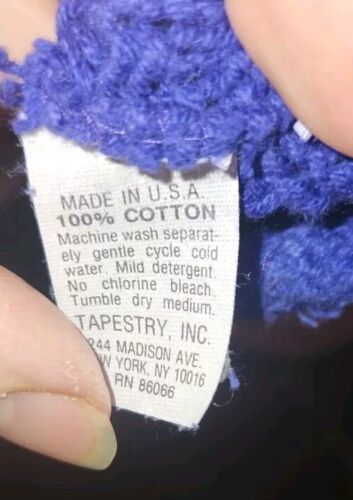 MADE IN U.S.A.
100% COTTON
Machine wash separat-
ely gentle cycle cold
water. Mild detergent.
No chlorine bleach.
Tumble dry medium.
TAPESTRY, INC.
244 MADISON AVE.
YORK, NY 10016
RN 86066